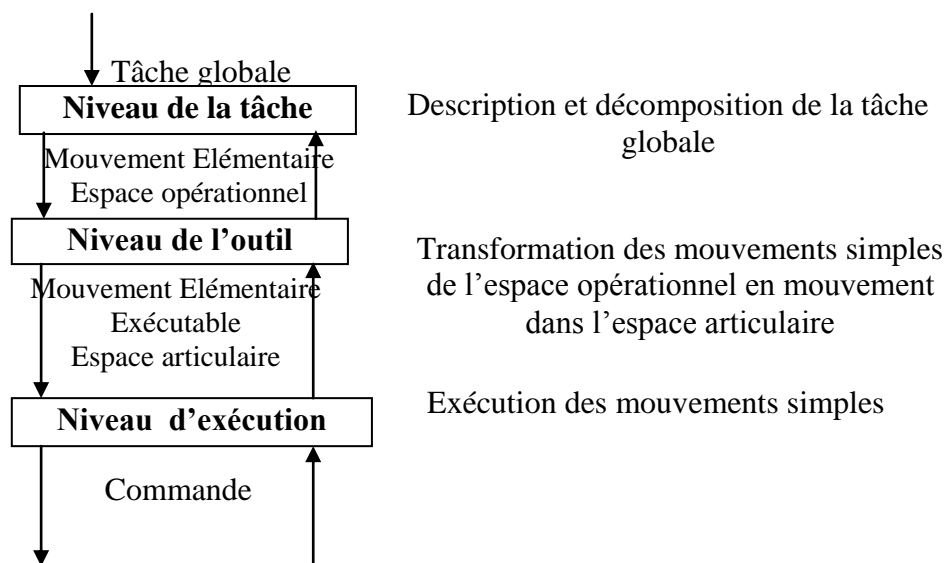 Tâche globale
Niveau de la tâche
Description et décomposition de la tâche
globale
Mouvement Elémentaire
Espace opérationnel
Niveau de l’outil
Transformation des mouvements simples
de l’espace opérationnel en mouvement
dans l’espace articulaire
Mouvement Elémentaire
Exécutable
Espace articulaire
Niveau d’exécution
Exécution des mouvements simples
Commande